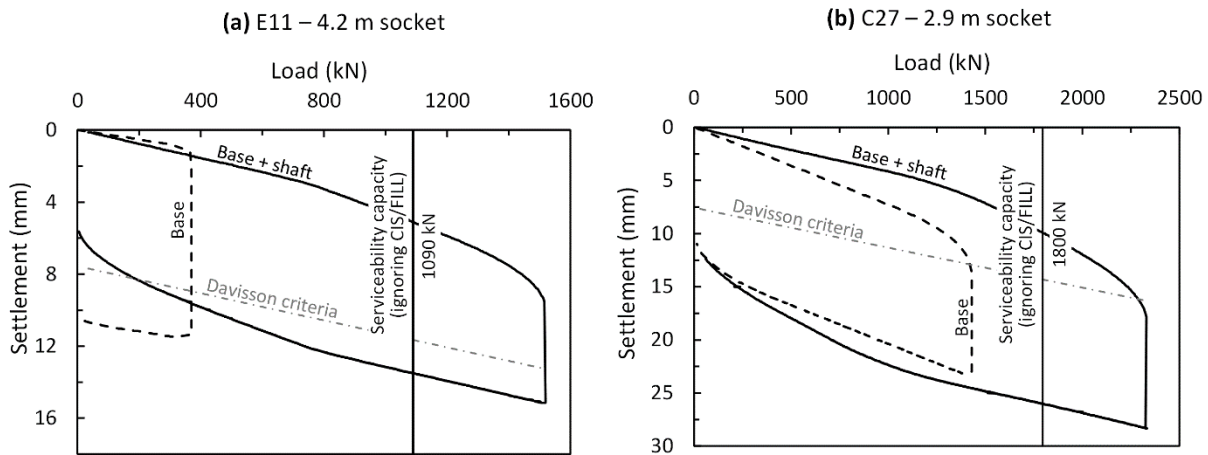 (a) E11 – 4.2 m socket
Load (kN)
0 400 800 1200 1600
0
4
8
12
16
Settlement (mm)
Base + shaft
Base
Davisson criteria
Serviceability capacity
(ignoring CIS/FILL)
1090 kN
(b) C27 – 2.9 m socket
Load (kN)
0 500 1000 1500 2000 2500
0
5
10
15
20
25
30
Settlement (mm)
Base + shaft
Davisson criteria
Base
Serviceability capacity
(ignoring CIS/FILL)
1800 kN